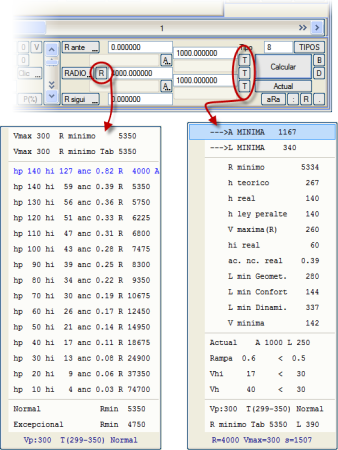 1 >> >
0 V R ante ... 0.000000 1000.000000 Tipo 8 TIPOS
0 A.. T Calcular B
Clic ... RADIO... R 4000.000000 T D
1000.000000 T Actual
P(%) R sigui ... 0.000000 A.. aRa : R .
Vmax 300 R minimo 5350
Vmax 300 R minimo Tab 5350
hp 140 hi 127 anc 0.82 R 4000 A
hp 140 hi 59 anc 0.39 R 5350
hp 130 hi 56 anc 0.36 R 5750
hp 120 hi 51 anc 0.33 R 6225
hp 110 hi 47 anc 0.31 R 6800
hp 100 hi 43 anc 0.28 R 7475
hp 90 hi 39 anc 0.25 R 8300
hp 80 hi 34 anc 0.22 R 9350
hp 70 hi 30 anc 0.19 R 10675
hp 60 hi 26 anc 0.17 R 12450
hp 50 hi 21 anc 0.14 R 14950
hp 40 hi 17 anc 0.11 R 18675
hp 30 hi 13 anc 0.08 R 24900
hp 20 hi 9 anc 0.06 R 37350
hp 10 hi 4 anc 0.03 R 74700
Normal Rmin 5350
Excepcional Rmin 4750
Vp:300 T(299-350) Normal
--->A MINIMA 1167
--->L MINIMA 340
R minimo 5334
h teorico 267
h real 140
h ley peralte 140
V maxima(R) 260
hi real 60
ac. nc. real 0.39
L min Geomet. 280
L min Confort 144
L min Dinami. 337
V minima 142
Actual A 1000 L 250
Rampa 0.6 < 0.5
Vhi 17 < 30
Vh 40 < 30
Vp:300 T(299-350) Normal
R minimo Tab 5350 L 390
R=4000 Vmax=300 s=1507